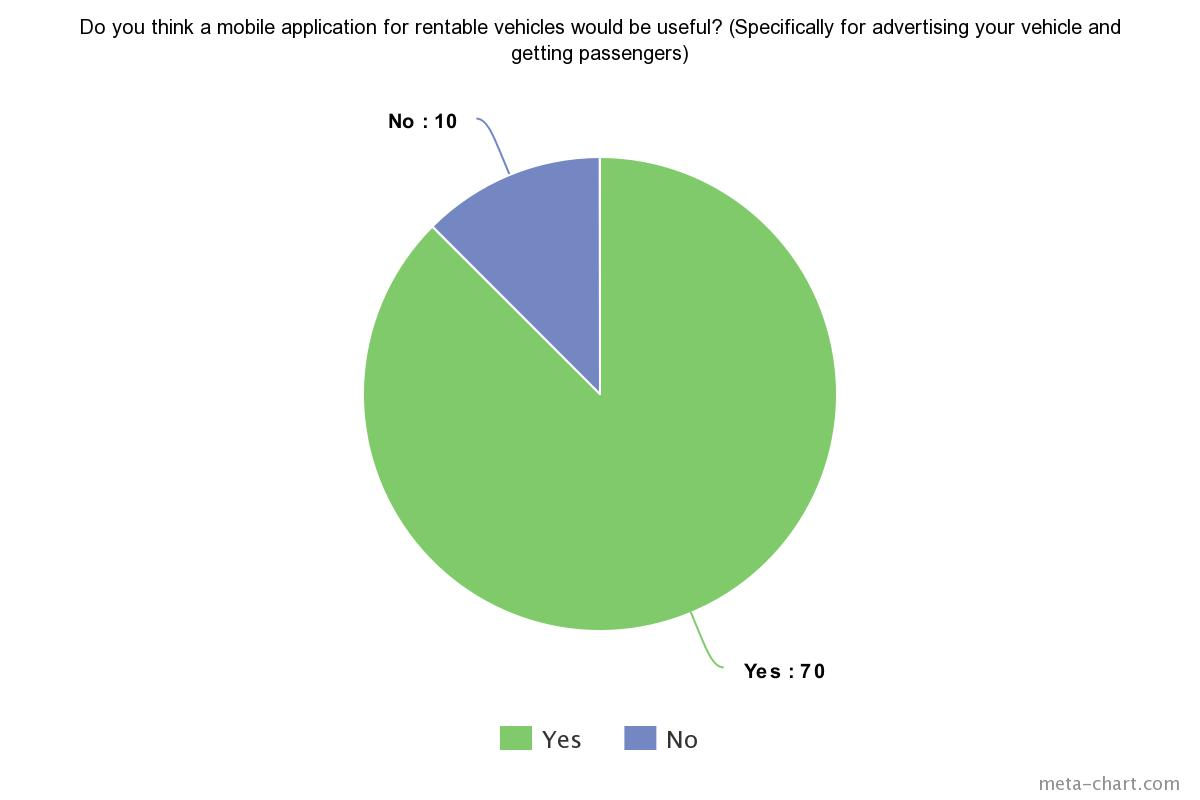 Do you think a mobile application for rentable vehicles would be useful? (Specifically for advertising your vehicle and
getting passengers)
No : 10
Yes : 70
Yes
No
meta-chart.com